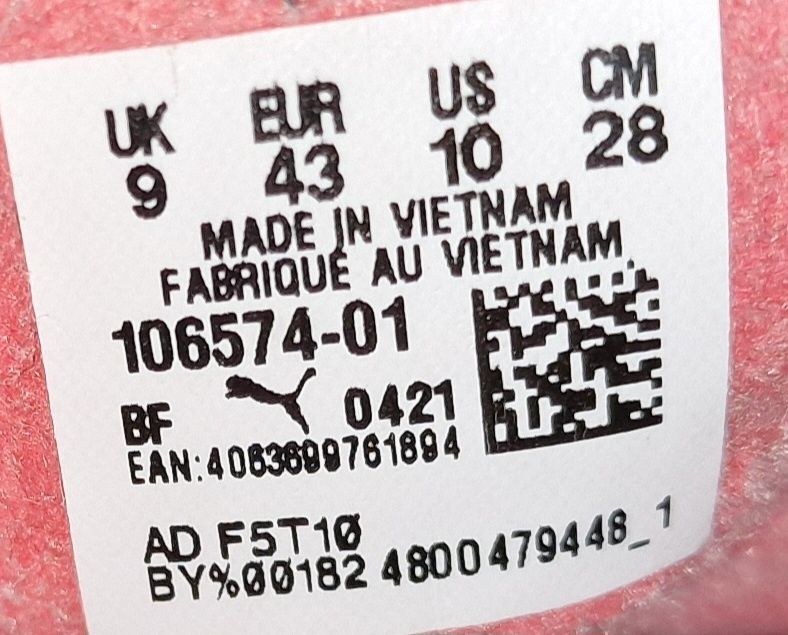 UK EUR US CM
9 43 10 28
MADE IN VIETNAM
FABRIQUÉ AU VIETNAM
106574-01
BF 0421
EAN:4063699761894
AD F5T10
BY%00182 4800479448_1